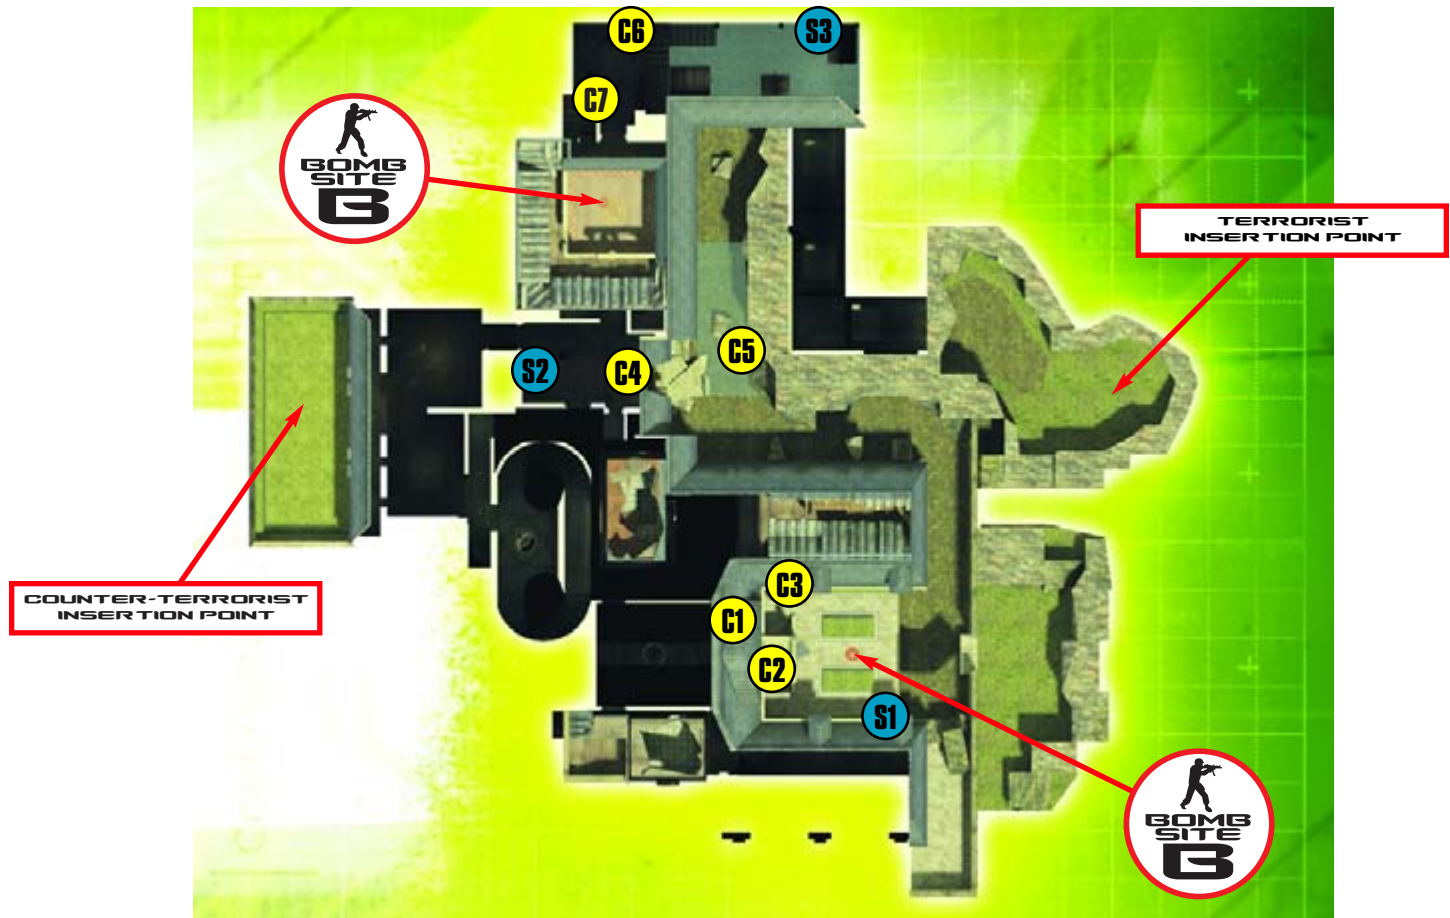 C6
S3
C7
BOMB
SITE
B
TERRORIST
INSERTION POINT
C5
S2
C4
COUNTER-TERRORIST
INSERTION POINT
C3
C1
C2
S1
BOMB
SITE
B